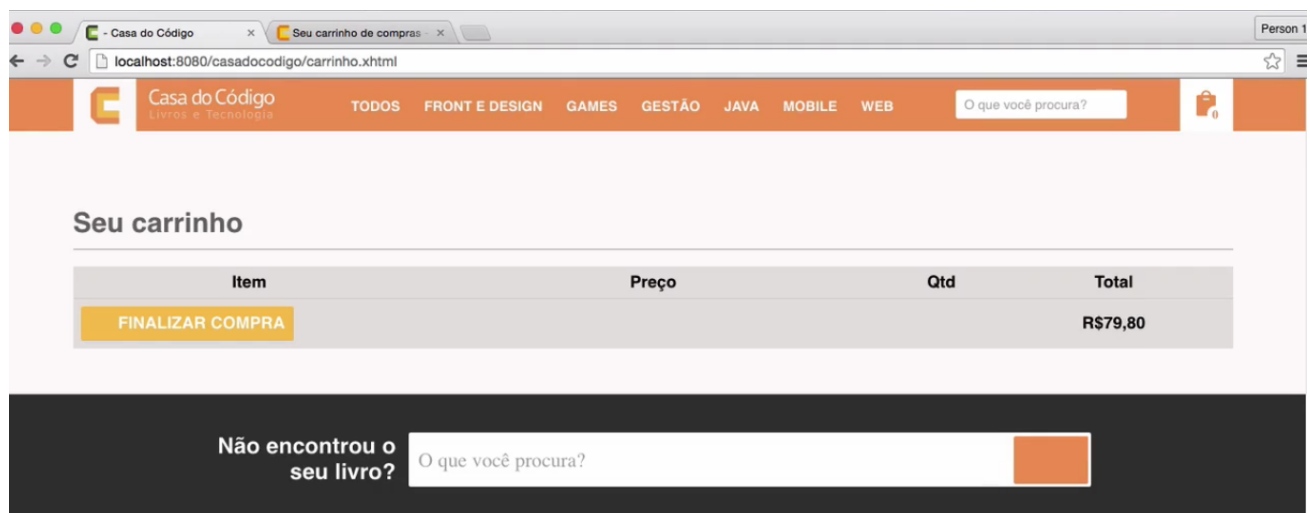 - Casa do Código × Seu carrinho de compras - × Person 1
localhost:8080/casadocodigo/carrinho.xhtml
Casa do Código
Livros e Tecnologia
TODOS FRONT E DESIGN GAMES GESTÃO JAVA MOBILE WEB O que você procura? 0
Seu carrinho
Item Preço Qtd Total
FINALIZAR COMPRA R$79,80
Não encontrou o
seu livro?
O que você procura?